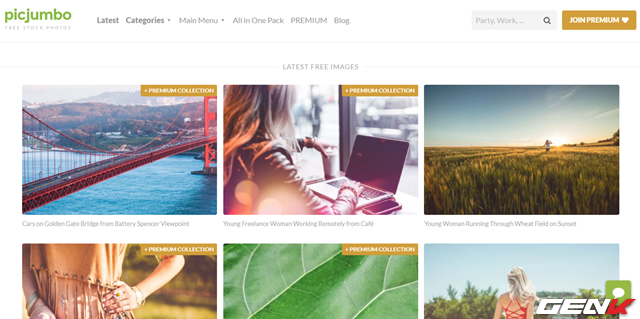 picjumbo
FREE STOCK PHOTOS
Latest Categories Main Menu All in One Pack PREMIUM Blog
Party, Work, ...
JOIN PREMIUM
LATEST FREE IMAGES
+ PREMIUM COLLECTION
+ PREMIUM COLLECTION
Cars on Golden Gate Bridge from Battery Spencer Viewpoint
Young Freelance Woman Working Remotely from Café
Young Woman Running Through Wheat Field on Sunset
+ PREMIUM COLLECTION
+ PREMIUM COLLECTION
GENK